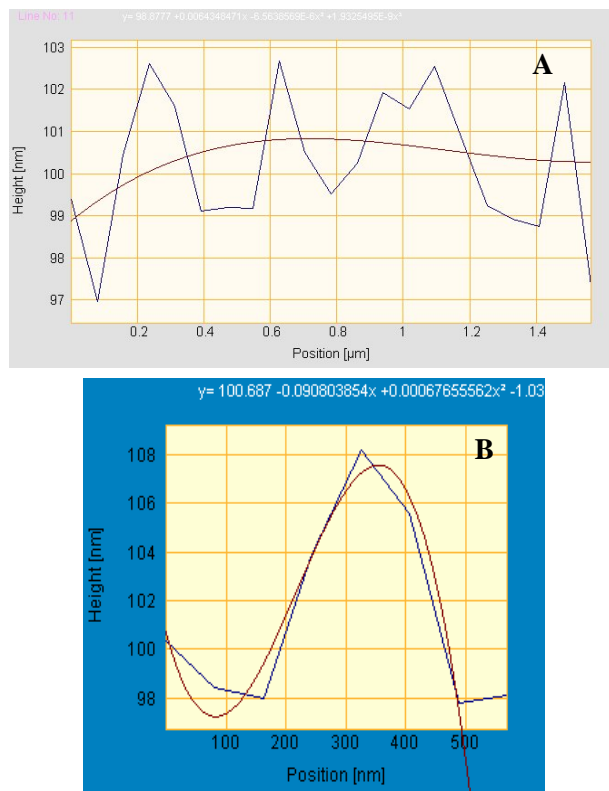 Line No: 11 y= 98.8777 +0.0064348471x -6.5636569E-6x² +1.9325495E-9x³
A
103
102
101
100
99
98
97
Height [nm]
0.2 0.4 0.6 0.8 1 1.2 1.4
Position [µm]
y= 100.687 -0.090803854x +0.00067655562x² -1.03
B
108
106
104
102
100
98
Height [nm]
100 200 300 400 500
Position [nm]